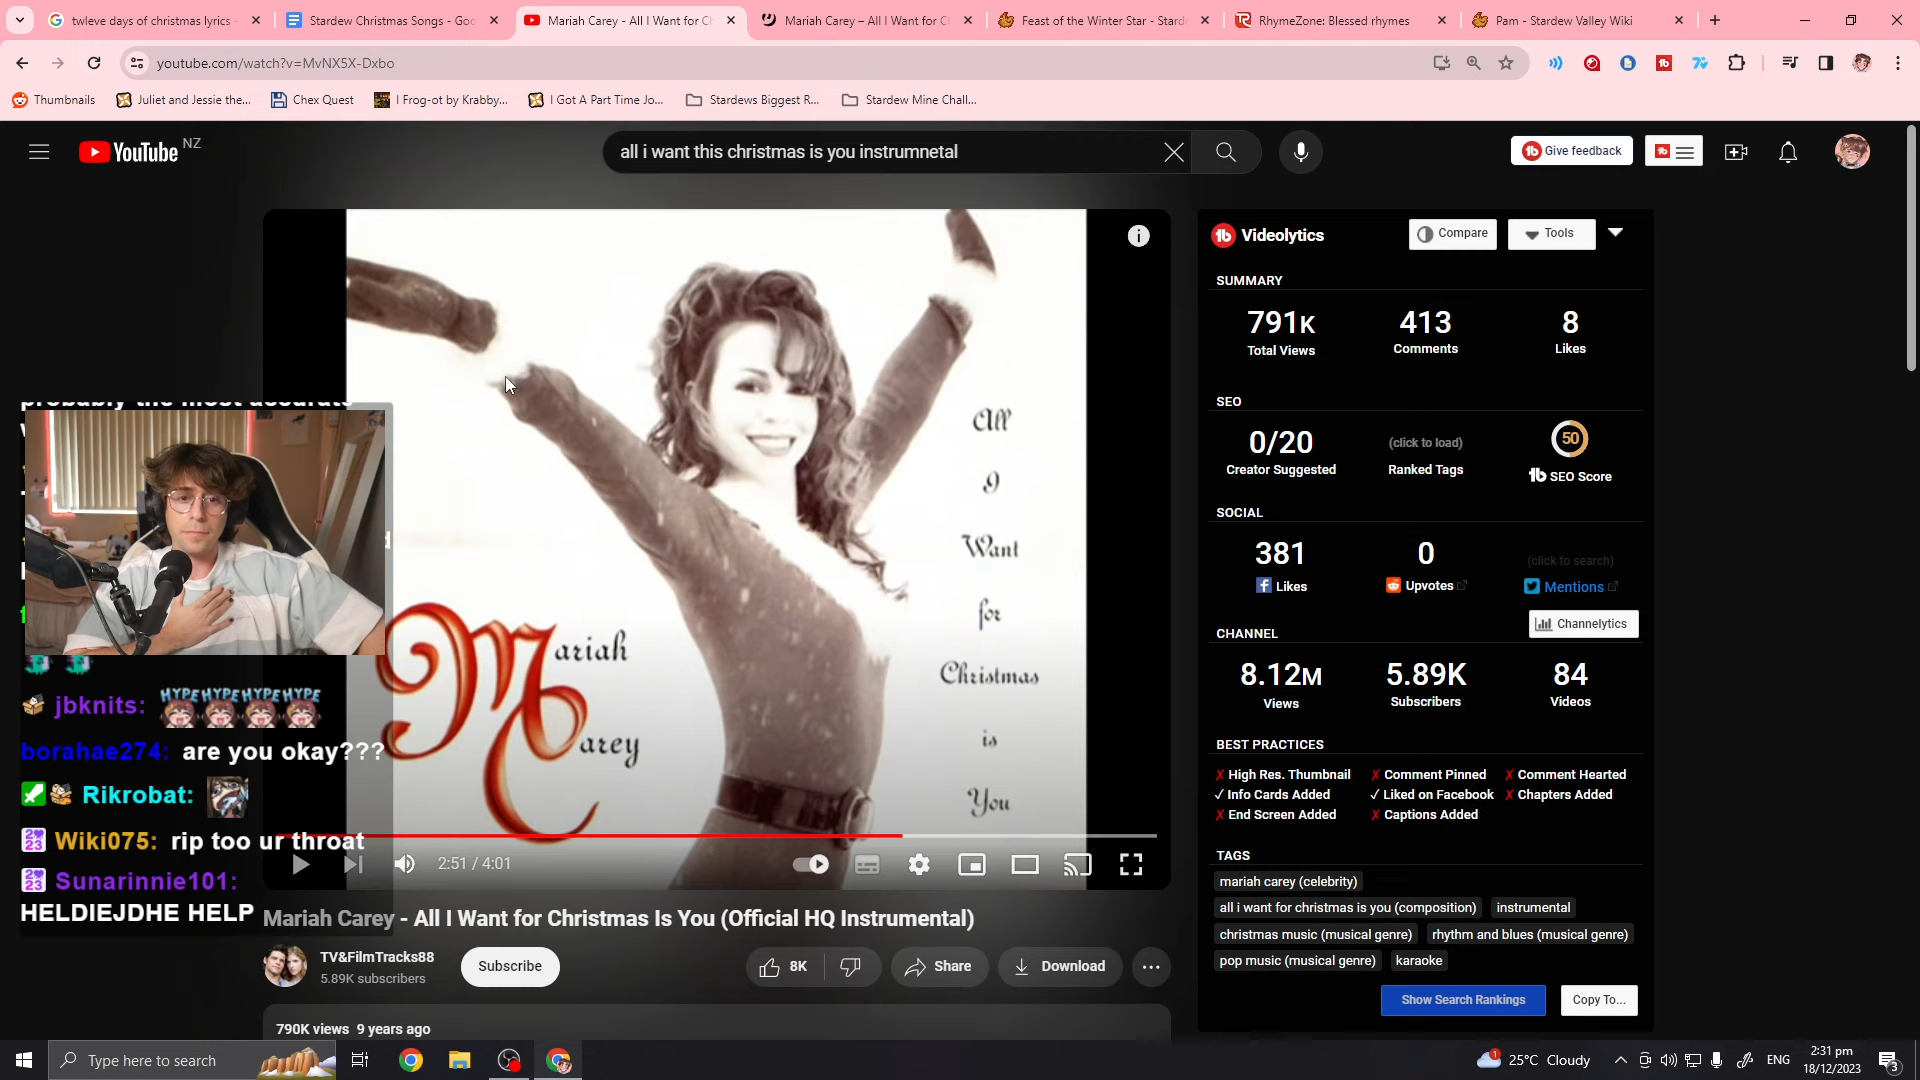 twleve days of christmas lyrics -
Stardew Christmas Songs - Goo
Mariah Carey - All I Want for Ch
Mariah Carey – All I Want for C
Feast of the Winter Star - Stard
RhymeZone: Blessed rhymes
Pam - Stardew Valley Wiki
youtube.com/watch?v=MvNX5X-Dxbo
Thumbnails
Juliet and Jessie the...
Chex Quest
I Frog-ot by Krabby...
I Got A Part Time Jo...
Stardews Biggest R...
Stardew Mine Chall...
YouTube NZ
all i want this christmas is you instrumnetal
Give feedback
All
I
Want
for
Christmas
is
You
Mariah
Carey
probably the most accurate
jbknits: HYPE HYPE HYPE HYPE
borahae274: are you okay???
Rikrobat:
Wiki075: rip too ur throat
Sunarinnie101:
HELDIEJDHE HELP
2:51 / 4:01
Mariah Carey - All I Want for Christmas Is You (Official HQ Instrumental)
TV&FilmTracks88
5.89K subscribers
Subscribe
8K
Share
Download
790K views 9 years ago
Videolytics
Compare
Tools
SUMMARY
791K 413 8
Total Views Comments Likes
SEO
0/20 (click to load) 50
Creator Suggested Ranked Tags SEO Score
SOCIAL
381 0 (click to search)
Likes Upvotes Mentions
Channelytics
CHANNEL
8.12M 5.89K 84
Views Subscribers Videos
BEST PRACTICES
✗ High Res. Thumbnail ✗ Comment Pinned ✗ Comment Hearted
✓ Info Cards Added ✓ Liked on Facebook ✗ Chapters Added
✗ End Screen Added ✗ Captions Added
TAGS
mariah carey (celebrity)
all i want for christmas is you (composition) instrumental
christmas music (musical genre) rhythm and blues (musical genre)
pop music (musical genre) karaoke
Show Search Rankings
Copy To...
Type here to search
1
25°C Cloudy
ENG
2:31 pm
18/12/2023
3